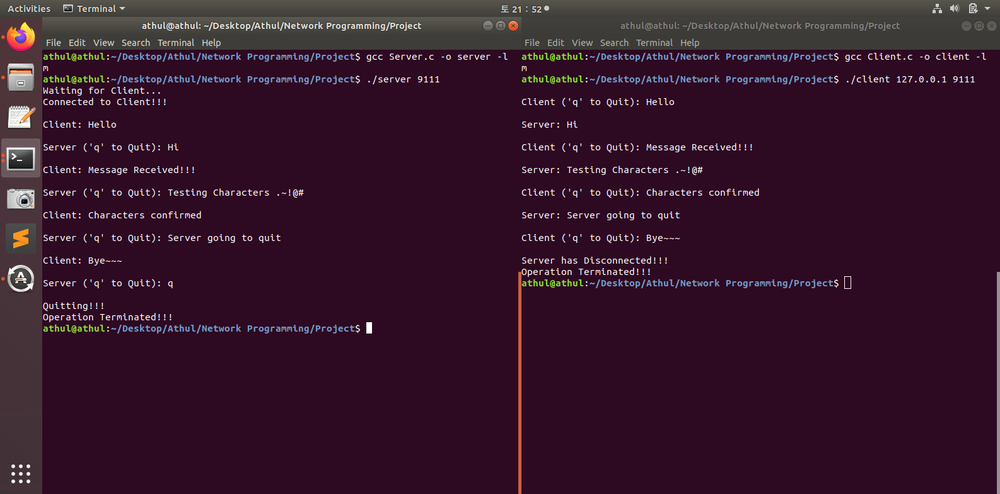 Activities
Terminal
토 21 : 52
athul@athul: ~/Desktop/Athul/Network Programming/Project
File Edit View Search Terminal Help
athul@athul:~/Desktop/Athul/Network Programming/Project$ gcc Server.c -o server -l
m
athul@athul:~/Desktop/Athul/Network Programming/Project$ ./server 9111
Waiting for Client...
Connected to Client!!!
Client: Hello
Server ('q' to Quit): Hi
Client: Message Received!!!
Server ('q' to Quit): Testing Characters .~!@#
Client: Characters confirmed
Server ('q' to Quit): Server going to quit
Client: Bye~~~
Server ('q' to Quit): q
Quitting!!!
Operation Terminated!!!
athul@athul:~/Desktop/Athul/Network Programming/Project$
athul@athul: ~/Desktop/Athul/Network Programming/Project
File Edit View Search Terminal Help
athul@athul:~/Desktop/Athul/Network Programming/Project$ gcc Client.c -o client -l
m
athul@athul:~/Desktop/Athul/Network Programming/Project$ ./client 127.0.0.1 9111
Client ('q' to Quit): Hello
Server: Hi
Client ('q' to Quit): Message Received!!!
Server: Testing Characters .~!@#
Client ('q' to Quit): Characters confirmed
Server: Server going to quit
Client ('q' to Quit): Bye~~~
Server has Disconnected!!!
Operation Terminated!!!
athul@athul:~/Desktop/Athul/Network Programming/Project$